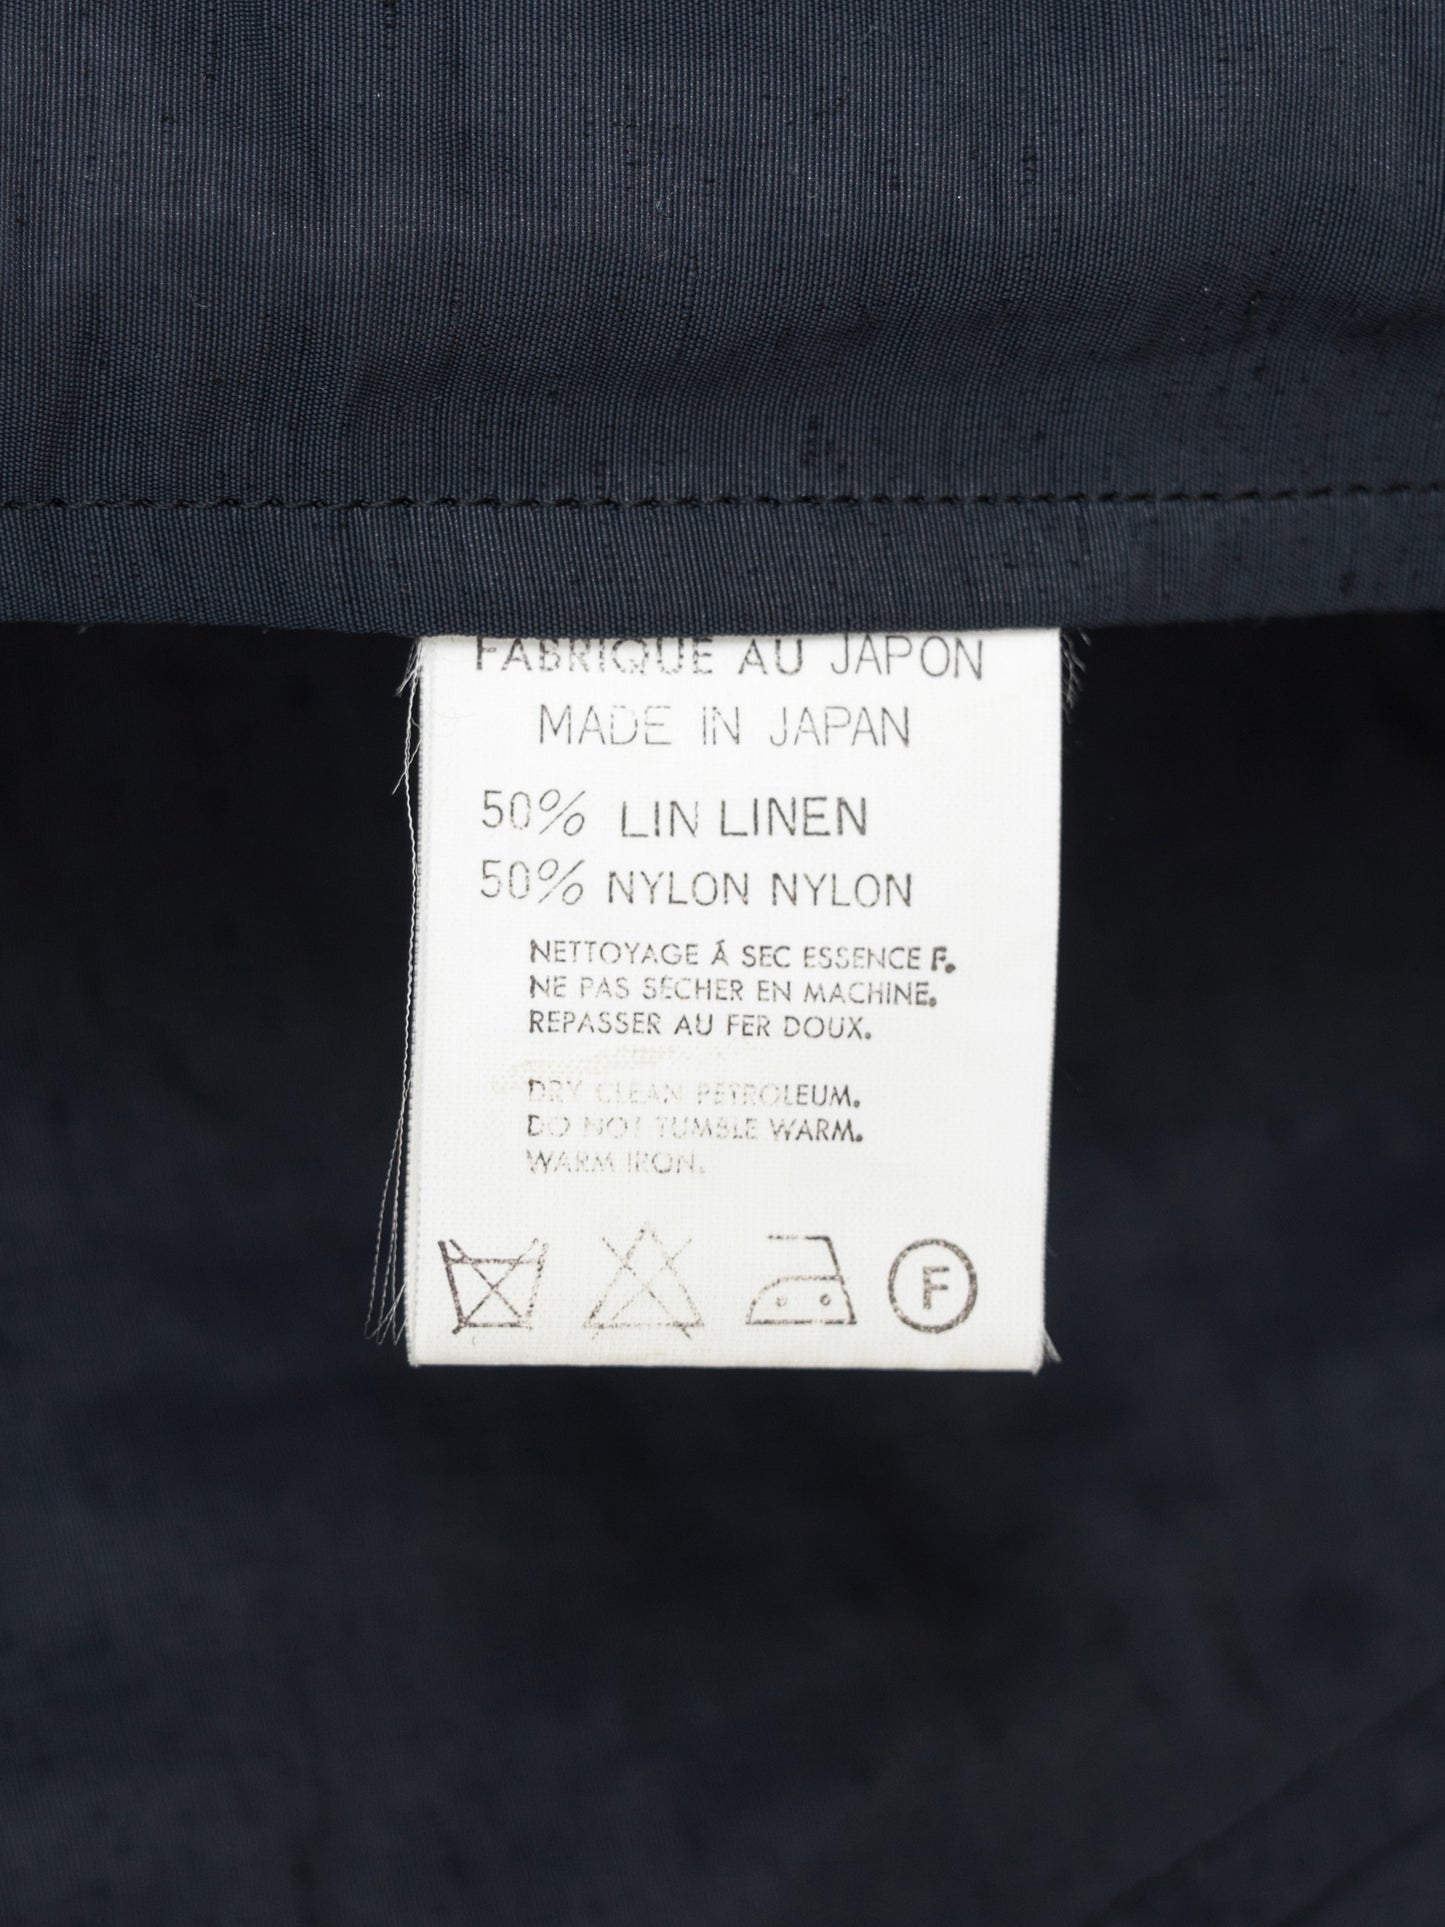 FABRIQUE AU JAPON
MADE IN JAPAN
50% LIN LINEN
50% NYLON NYLON
NETTOYAGE Á SEC ESSENCE F.
NE PAS SÉCHER EN MACHINE.
REPASSER AU FER DOUX.
DRY CLEAN PETROLEUM.
DO NOT TUMBLE WARM.
WARM IRON.
F